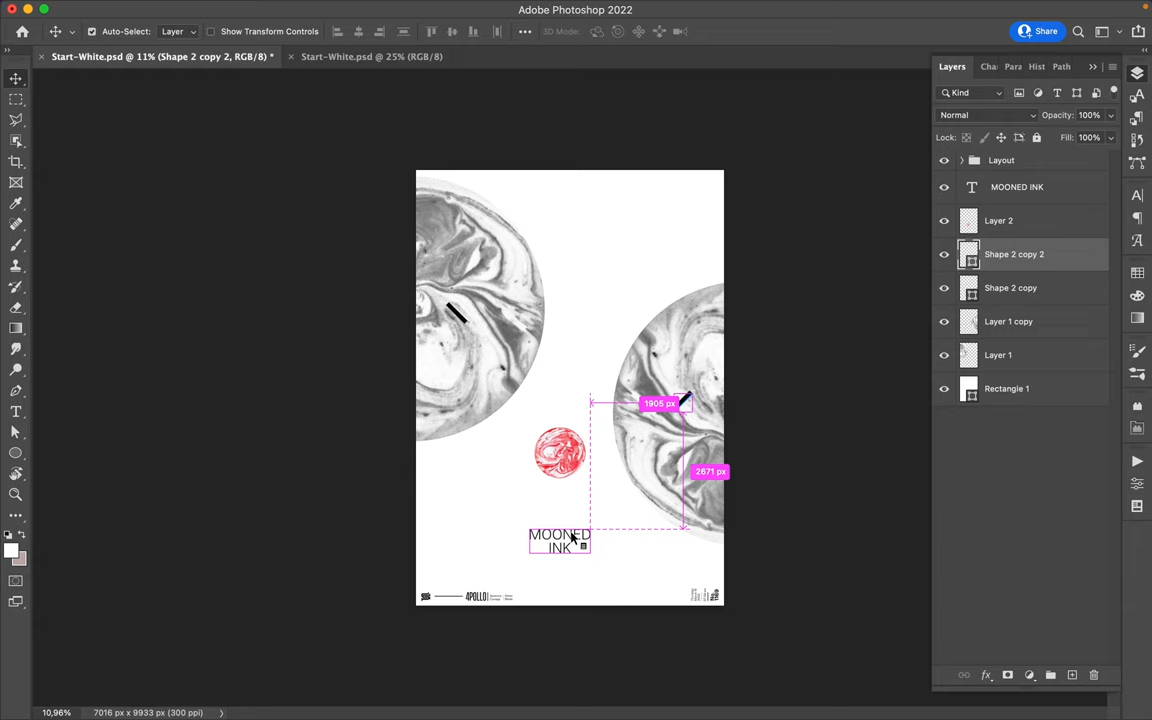 Adobe Photoshop 2022
Auto-Select: Layer Show Transform Controls ••• 3D Mode: Share
× Start-White.psd @ 11% (Shape 2 copy 2, RGB/8) * × Start-White.psd @ 25% (RGB/8)
Layers Cha Para Hist Path
Kind
Normal Opacity: 100%
Lock: Fill: 100%
Layout
MOONED INK
Layer 2
Shape 2 copy 2
Shape 2 copy
Layer 1 copy
Layer 1
Rectangle 1
1905 px
2671 px
MOONED
INK
4POLLO
10,96% 7016 px x 9933 px (300 ppi)